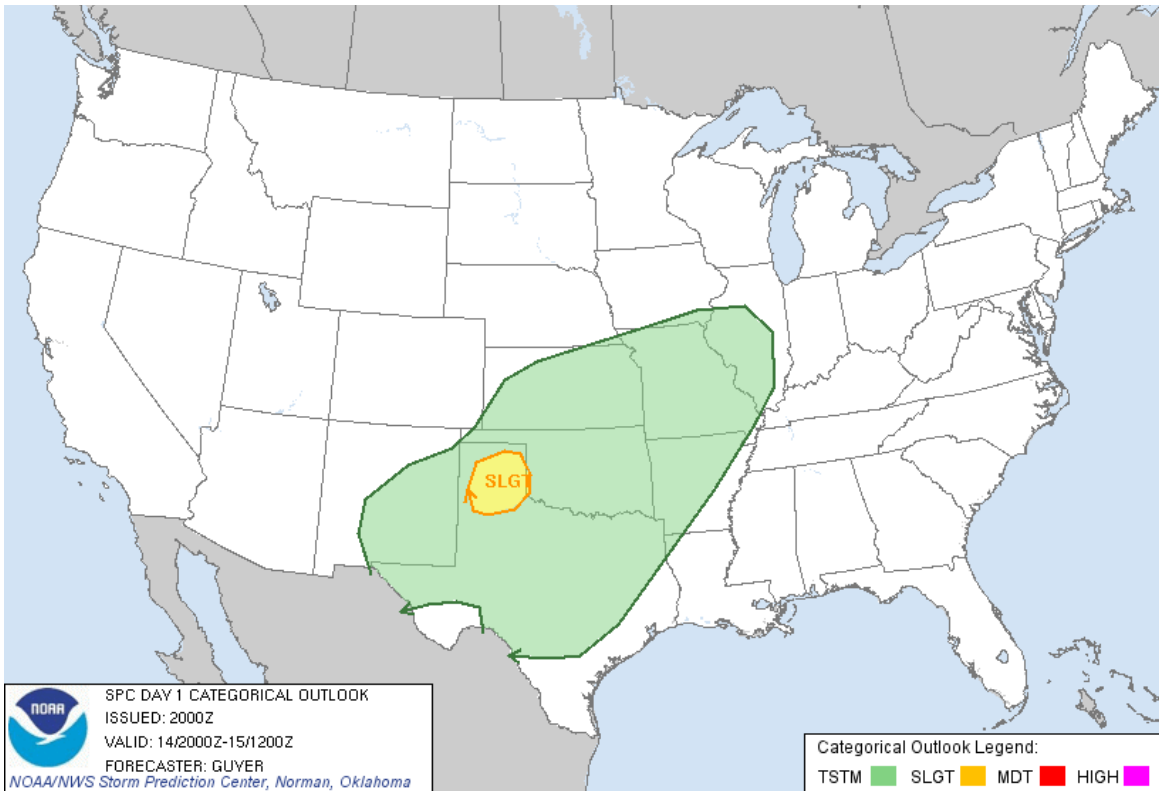 SLGT
SPC DAY 1 CATEGORICAL OUTLOOK
ISSUED: 2000Z
VALID: 14/2000Z-15/1200Z
FORECASTER: GUYER
NOAA/NWS Storm Prediction Center, Norman, Oklahoma
NOAA
Categorical Outlook Legend:
TSTM SLGT MDT HIGH